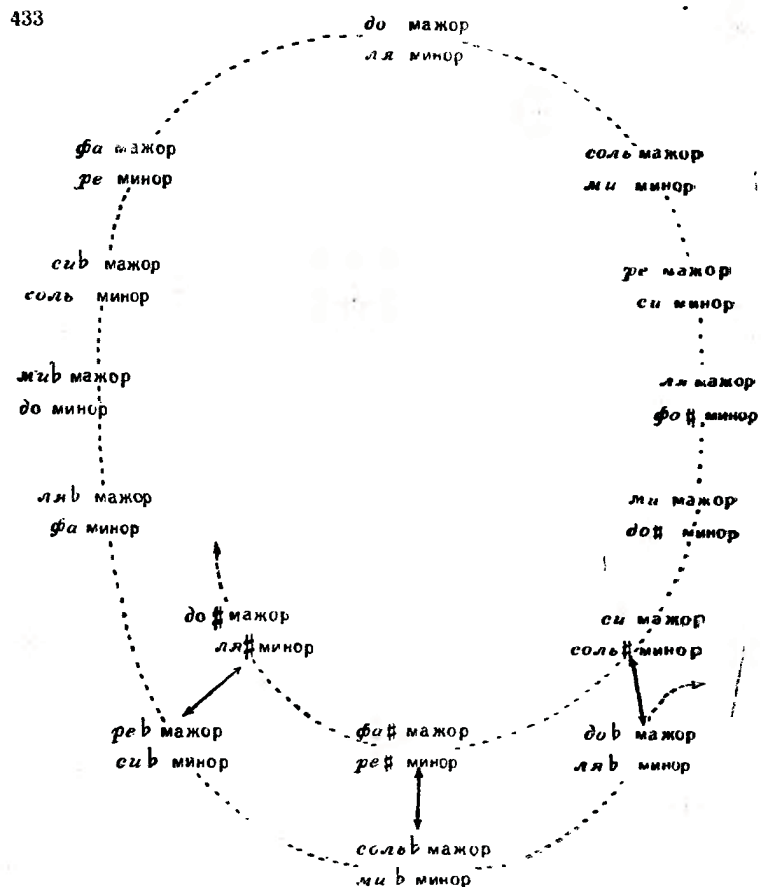 433
до мажор
ля минор
фа мажор
ре минор
соль мажор
ми минор
си♭ мажор
соль минор
ре мажор
си минор
ми♭ мажор
до минор
ля мажор
фа♯ минор
ля♭ мажор
фа минор
ми мажор
до♯ минор
до♯ мажор
ля♯ минор
си мажор
соль♯ минор
ре♭ мажор
си♭ минор
фа♯ мажор
ре♯ минор
до♭ мажор
ля♭ минор
соль♭ мажор
ми♭ минор